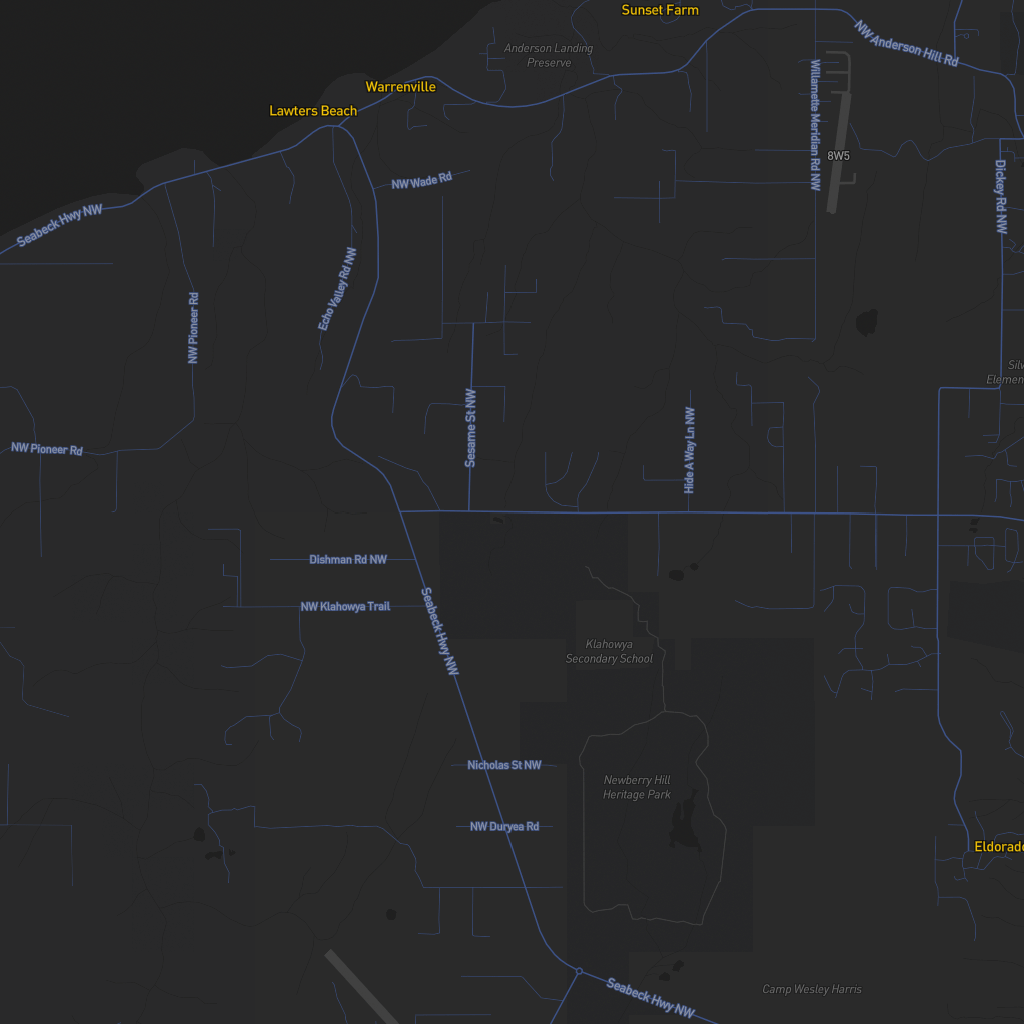 Sunset Farm
NW Anderson Hill Rd
Anderson Landing
Preserve
Warrenville
Lawters Beach
Willamette Meridian Rd NW
8W5
NW Wade Rd
Dickey Rd NW
Seabeck Hwy NW
Echo Valley Rd NW
NW Pioneer Rd
Sesame St NW
Hide A Way Ln NW
NW Pioneer Rd
Dishman Rd NW
NW Klahowya Trail
Seabeck Hwy NW
Klahowya
Secondary School
Nicholas St NW
Newberry Hill
Heritage Park
NW Duryea Rd
Eldorado
Seabeck Hwy NW
Camp Wesley Harris